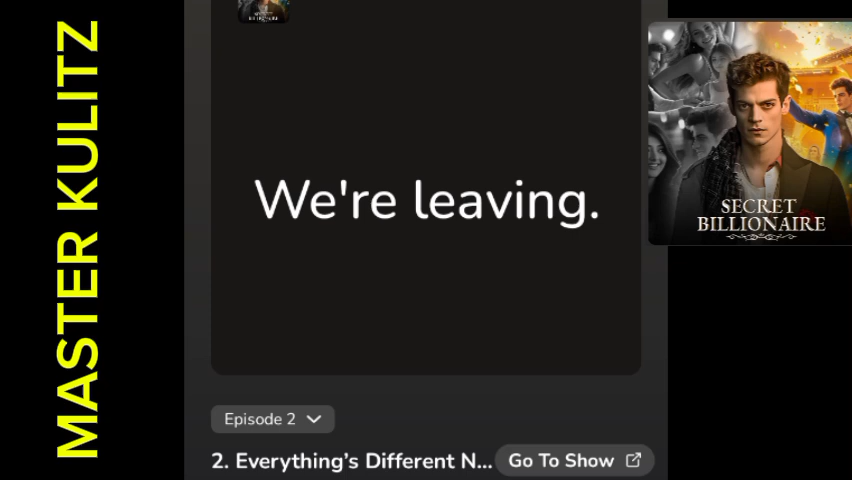 MASTER KULITZ
We're leaving.
SECRET
BILLIONAIRE
Episode 2
2. Everything's Different N...
Go To Show